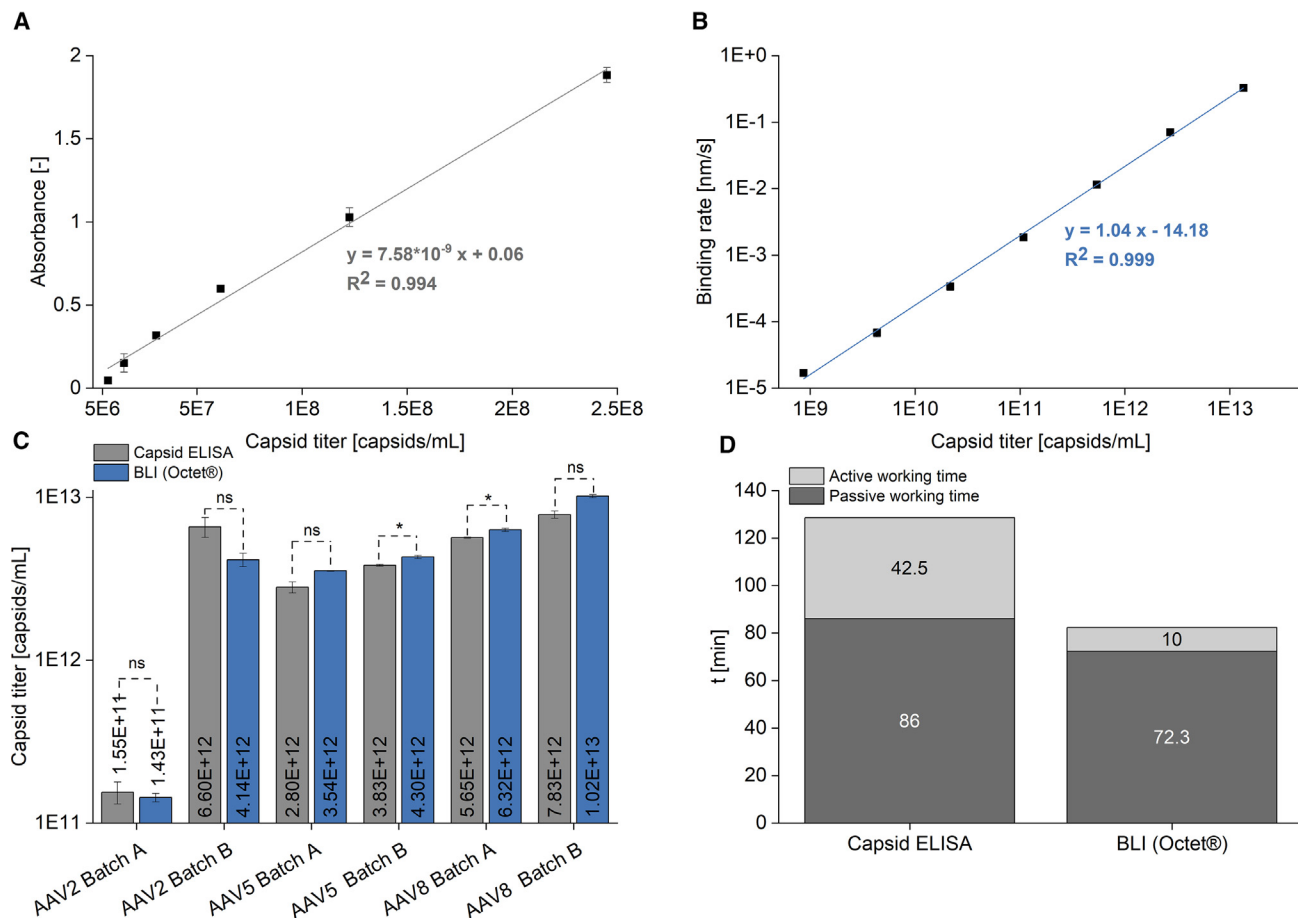 A
2
1.5
1
0.5
0
Absorbance [-]
y = 7.58*10⁻⁹ x + 0.06
R² = 0.994
5E6
5E7
1E8
1.5E8
2E8
2.5E8
Capsid titer [capsids/mL]
B
1E+0
1E-1
1E-2
1E-3
1E-4
1E-5
Binding rate [nm/s]
y = 1.04 x - 14.18
R² = 0.999
1E9
1E10
1E11
1E12
1E13
Capsid titer [capsids/mL]
C
Capsid ELISA
BLI (Octet®)
1E13
1E12
1E11
Capsid titer [capsids/mL]
ns
ns
ns
*
*
ns
1.55E+11
1.43E+11
6.60E+12
4.14E+12
2.80E+12
3.54E+12
3.83E+12
4.30E+12
5.65E+12
6.32E+12
7.83E+12
1.02E+13
AAV2 Batch A
AAV2 Batch B
AAV5 Batch A
AAV5 Batch B
AAV8 Batch A
AAV8 Batch B
D
Active working time
Passive working time
140
120
100
80
60
40
20
0
t [min]
42.5
86
10
72.3
Capsid ELISA
BLI (Octet®)